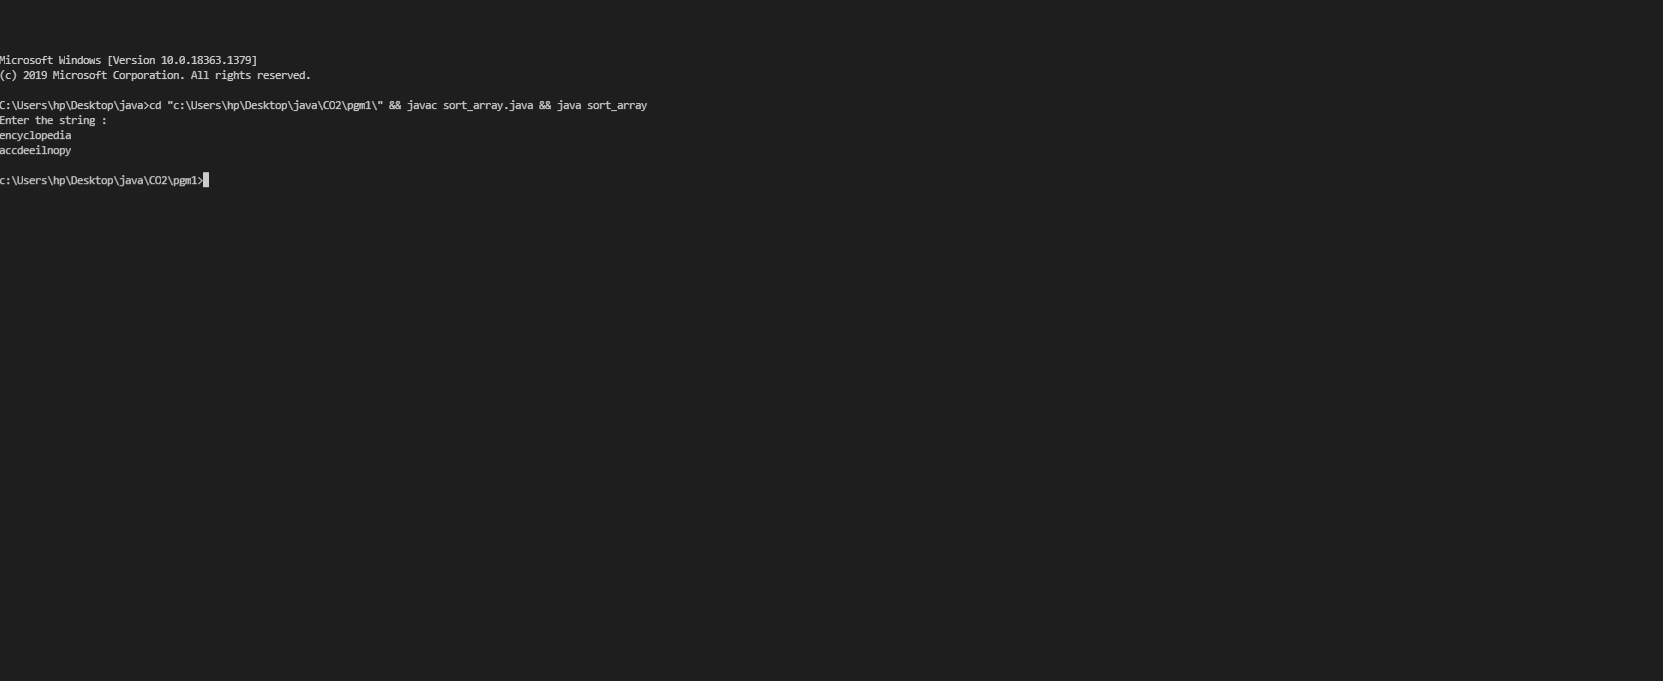 Microsoft Windows [Version 10.0.18363.1379]
(c) 2019 Microsoft Corporation. All rights reserved.
C:\Users\hp\Desktop\java>cd "c:\Users\hp\Desktop\java\CO2\pgm1\" && javac sort_array.java && java sort_array
Enter the string :
encyclopedia
accdeeilnopy
c:\Users\hp\Desktop\java\CO2\pgm1>